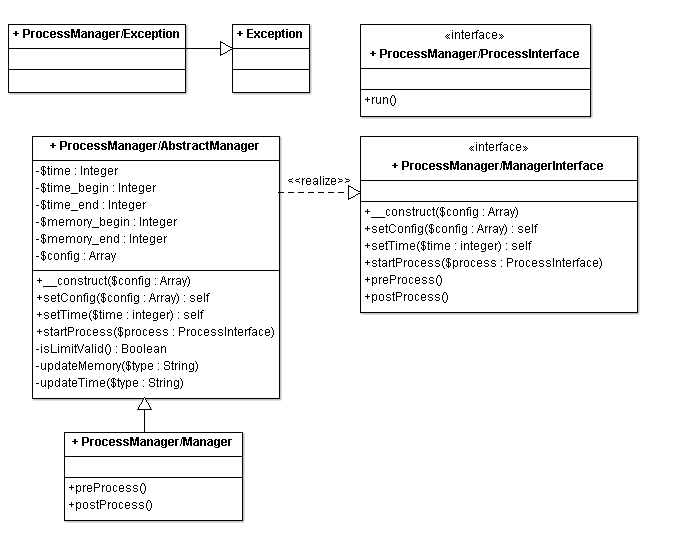 + ProcessManager/Exception
+ Exception
«interface»
+ ProcessManager/ProcessInterface
+run()
+ ProcessManager/AbstractManager
-$time : Integer
-$time_begin : Integer
-$time_end : Integer
-$memory_begin : Integer
-$memory_end : Integer
-$config : Array
+__construct($config : Array)
+setConfig($config : Array) : self
+setTime($time : integer) : self
+startProcess($process : ProcessInterface)
-isLimitValid() : Boolean
-updateMemory($type : String)
-updateTime($type : String)
<<realize>>
«interface»
+ ProcessManager/ManagerInterface
+__construct($config : Array)
+setConfig($config : Array) : self
+setTime($time : integer) : self
+startProcess($process : ProcessInterface)
+preProcess()
+postProcess()
+ ProcessManager/Manager
+preProcess()
+postProcess()